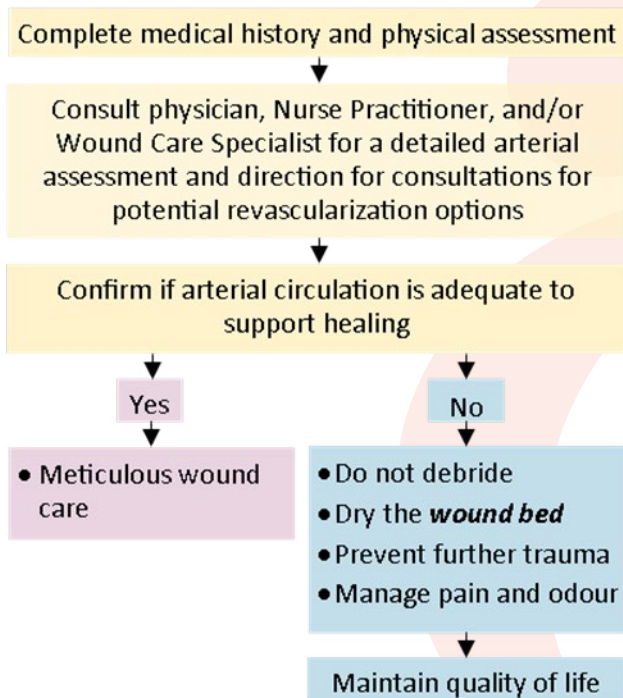 Complete medical history and physical assessment
Consult physician, Nurse Practitioner, and/or
Wound Care Specialist for a detailed arterial
assessment and direction for consultations for
potential revascularization options
Confirm if arterial circulation is adequate to
support healing
Yes
No
• Meticulous wound
care
• Do not debride
• Dry the wound bed
• Prevent further trauma
• Manage pain and odour
Maintain quality of life